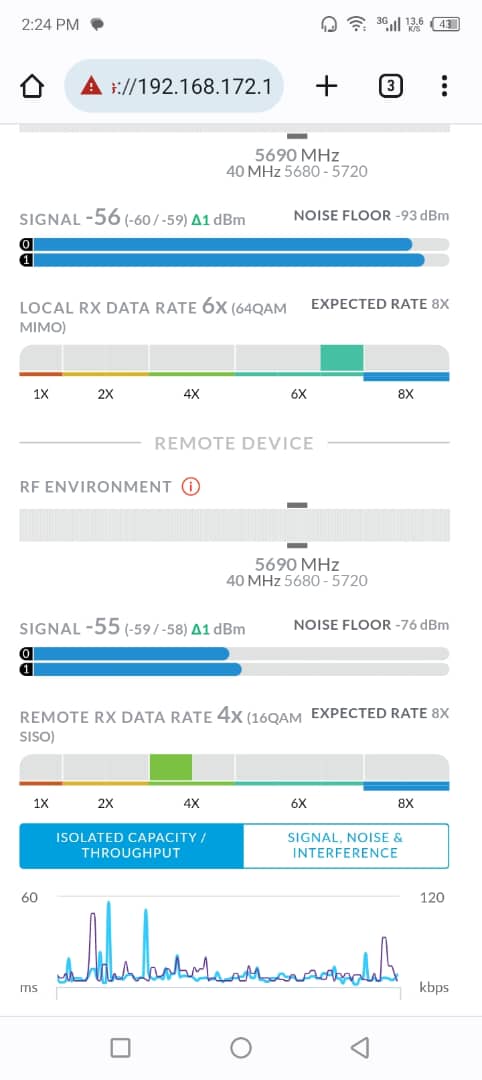 2:24 PM
3G 13,6 K/S 43
://192.168.172.1
3
5690 MHz
40 MHz 5680 - 5720
SIGNAL -56 (-60 / -59) Δ1 dBm NOISE FLOOR -93 dBm
0
1
LOCAL RX DATA RATE 6X (64QAM MIMO) EXPECTED RATE 8X
1X 2X 4X 6X 8X
REMOTE DEVICE
RF ENVIRONMENT
5690 MHz
40 MHz 5680 - 5720
SIGNAL -55 (-59 / -58) Δ1 dBm NOISE FLOOR -76 dBm
0
1
REMOTE RX DATA RATE 4X (16QAM SISO) EXPECTED RATE 8X
1X 2X 4X 6X 8X
ISOLATED CAPACITY / THROUGHPUT
SIGNAL, NOISE & INTERFERENCE
60 120
ms kbps